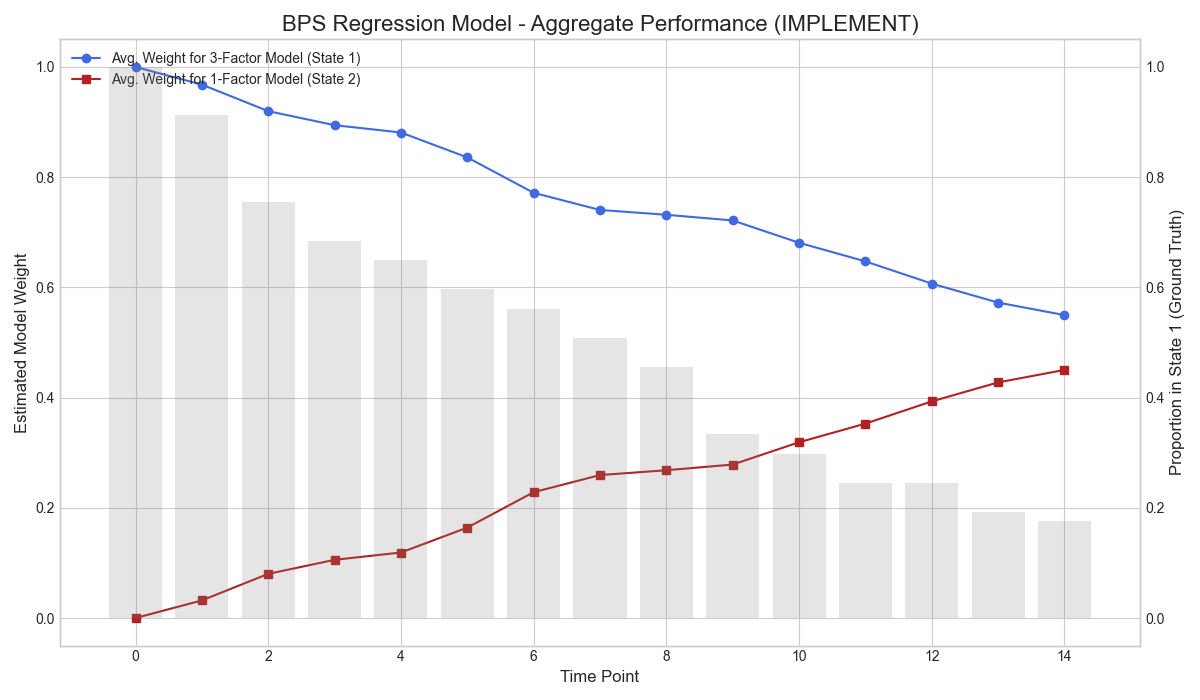 BPS Regression Model - Aggregate Performance (IMPLEMENT)
Avg. Weight for 3-Factor Model (State 1)
Avg. Weight for 1-Factor Model (State 2)
Estimated Model Weight
1.0
0.8
0.6
0.4
0.2
0.0
1.0
0.8
0.6
0.4
0.2
0.0
Proportion in State 1 (Ground Truth)
0 2 4 6 8 10 12 14
Time Point